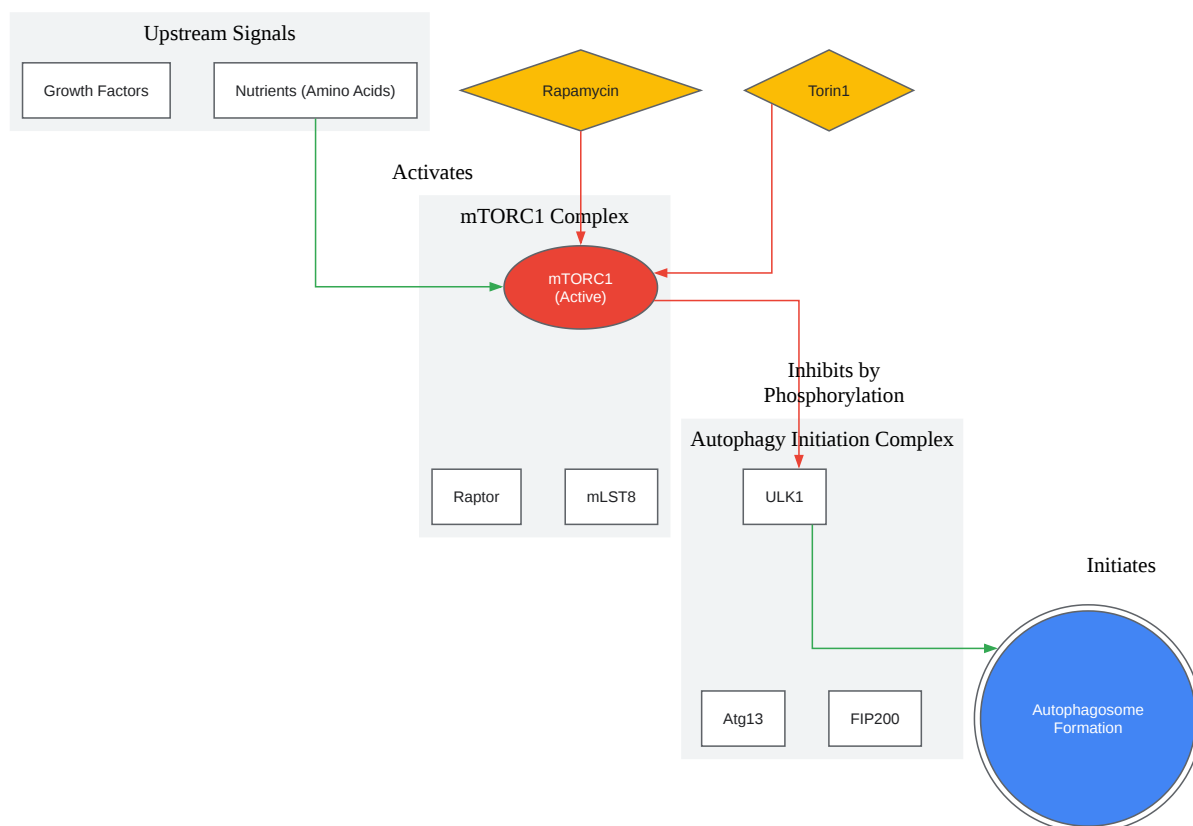 Upstream Signals
Growth Factors
Nutrients (Amino Acids)
Rapamycin
Torin1
Activates
mTORC1 Complex
mTORC1
(Active)
Inhibits by
Phosphorylation
Autophagy Initiation Complex
Raptor
mLST8
ULK1
Initiates
Atg13
FIP200
Autophagosome
Formation